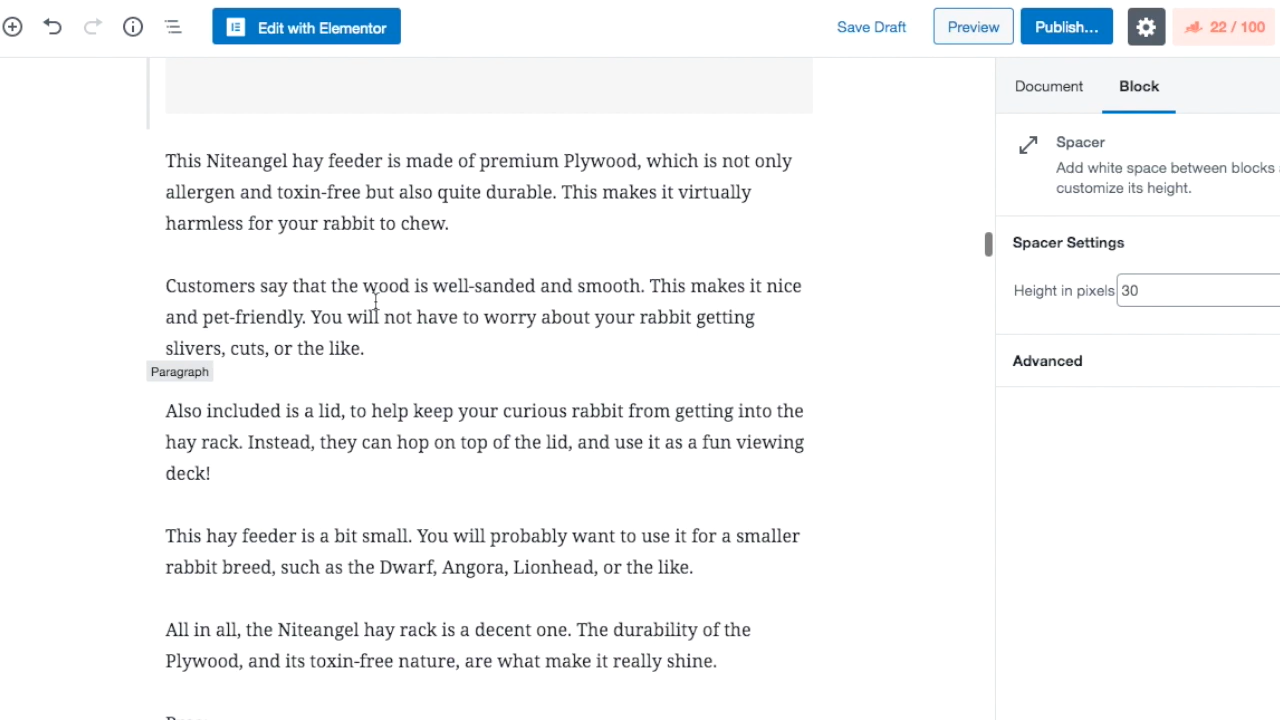 Edit with Elementor
Save Draft
Preview
Publish...
22 / 100
Document
Block
Spacer
Add white space between blocks
customize its height.
Spacer Settings
Height in pixels 30
Advanced
This Niteangel hay feeder is made of premium Plywood, which is not only
allergen and toxin-free but also quite durable. This makes it virtually
harmless for your rabbit to chew.
Customers say that the wood is well-sanded and smooth. This makes it nice
and pet-friendly. You will not have to worry about your rabbit getting
slivers, cuts, or the like.
Paragraph
Also included is a lid, to help keep your curious rabbit from getting into the
hay rack. Instead, they can hop on top of the lid, and use it as a fun viewing
deck!
This hay feeder is a bit small. You will probably want to use it for a smaller
rabbit breed, such as the Dwarf, Angora, Lionhead, or the like.
All in all, the Niteangel hay rack is a decent one. The durability of the
Plywood, and its toxin-free nature, are what make it really shine.